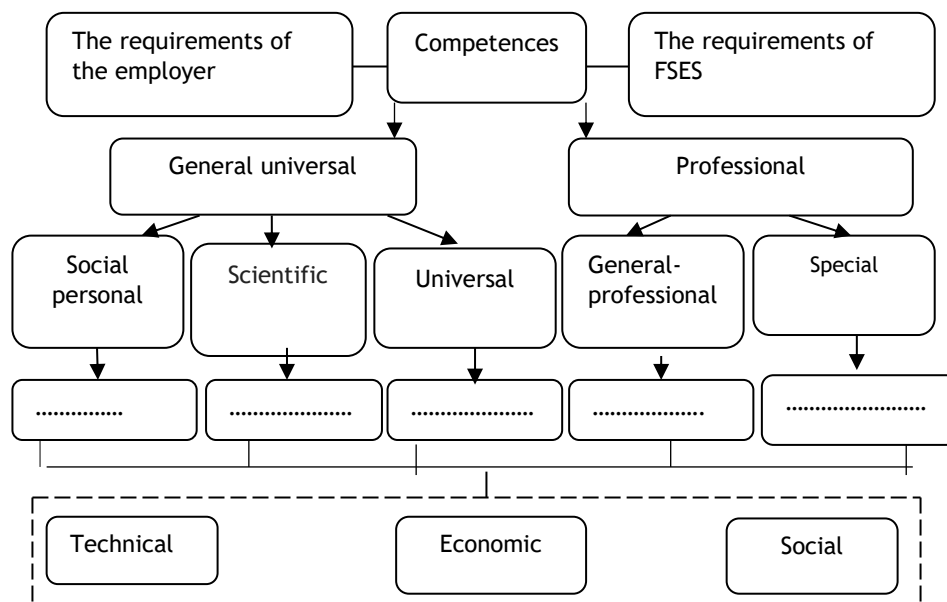 The requirements of
the employer
Competences
The requirements of
FSES
General universal
Professional
Social
personal
Scientific
Universal
General-
professional
Special
...............
......................
......................
....................
.........................
Technical
Economic
Social